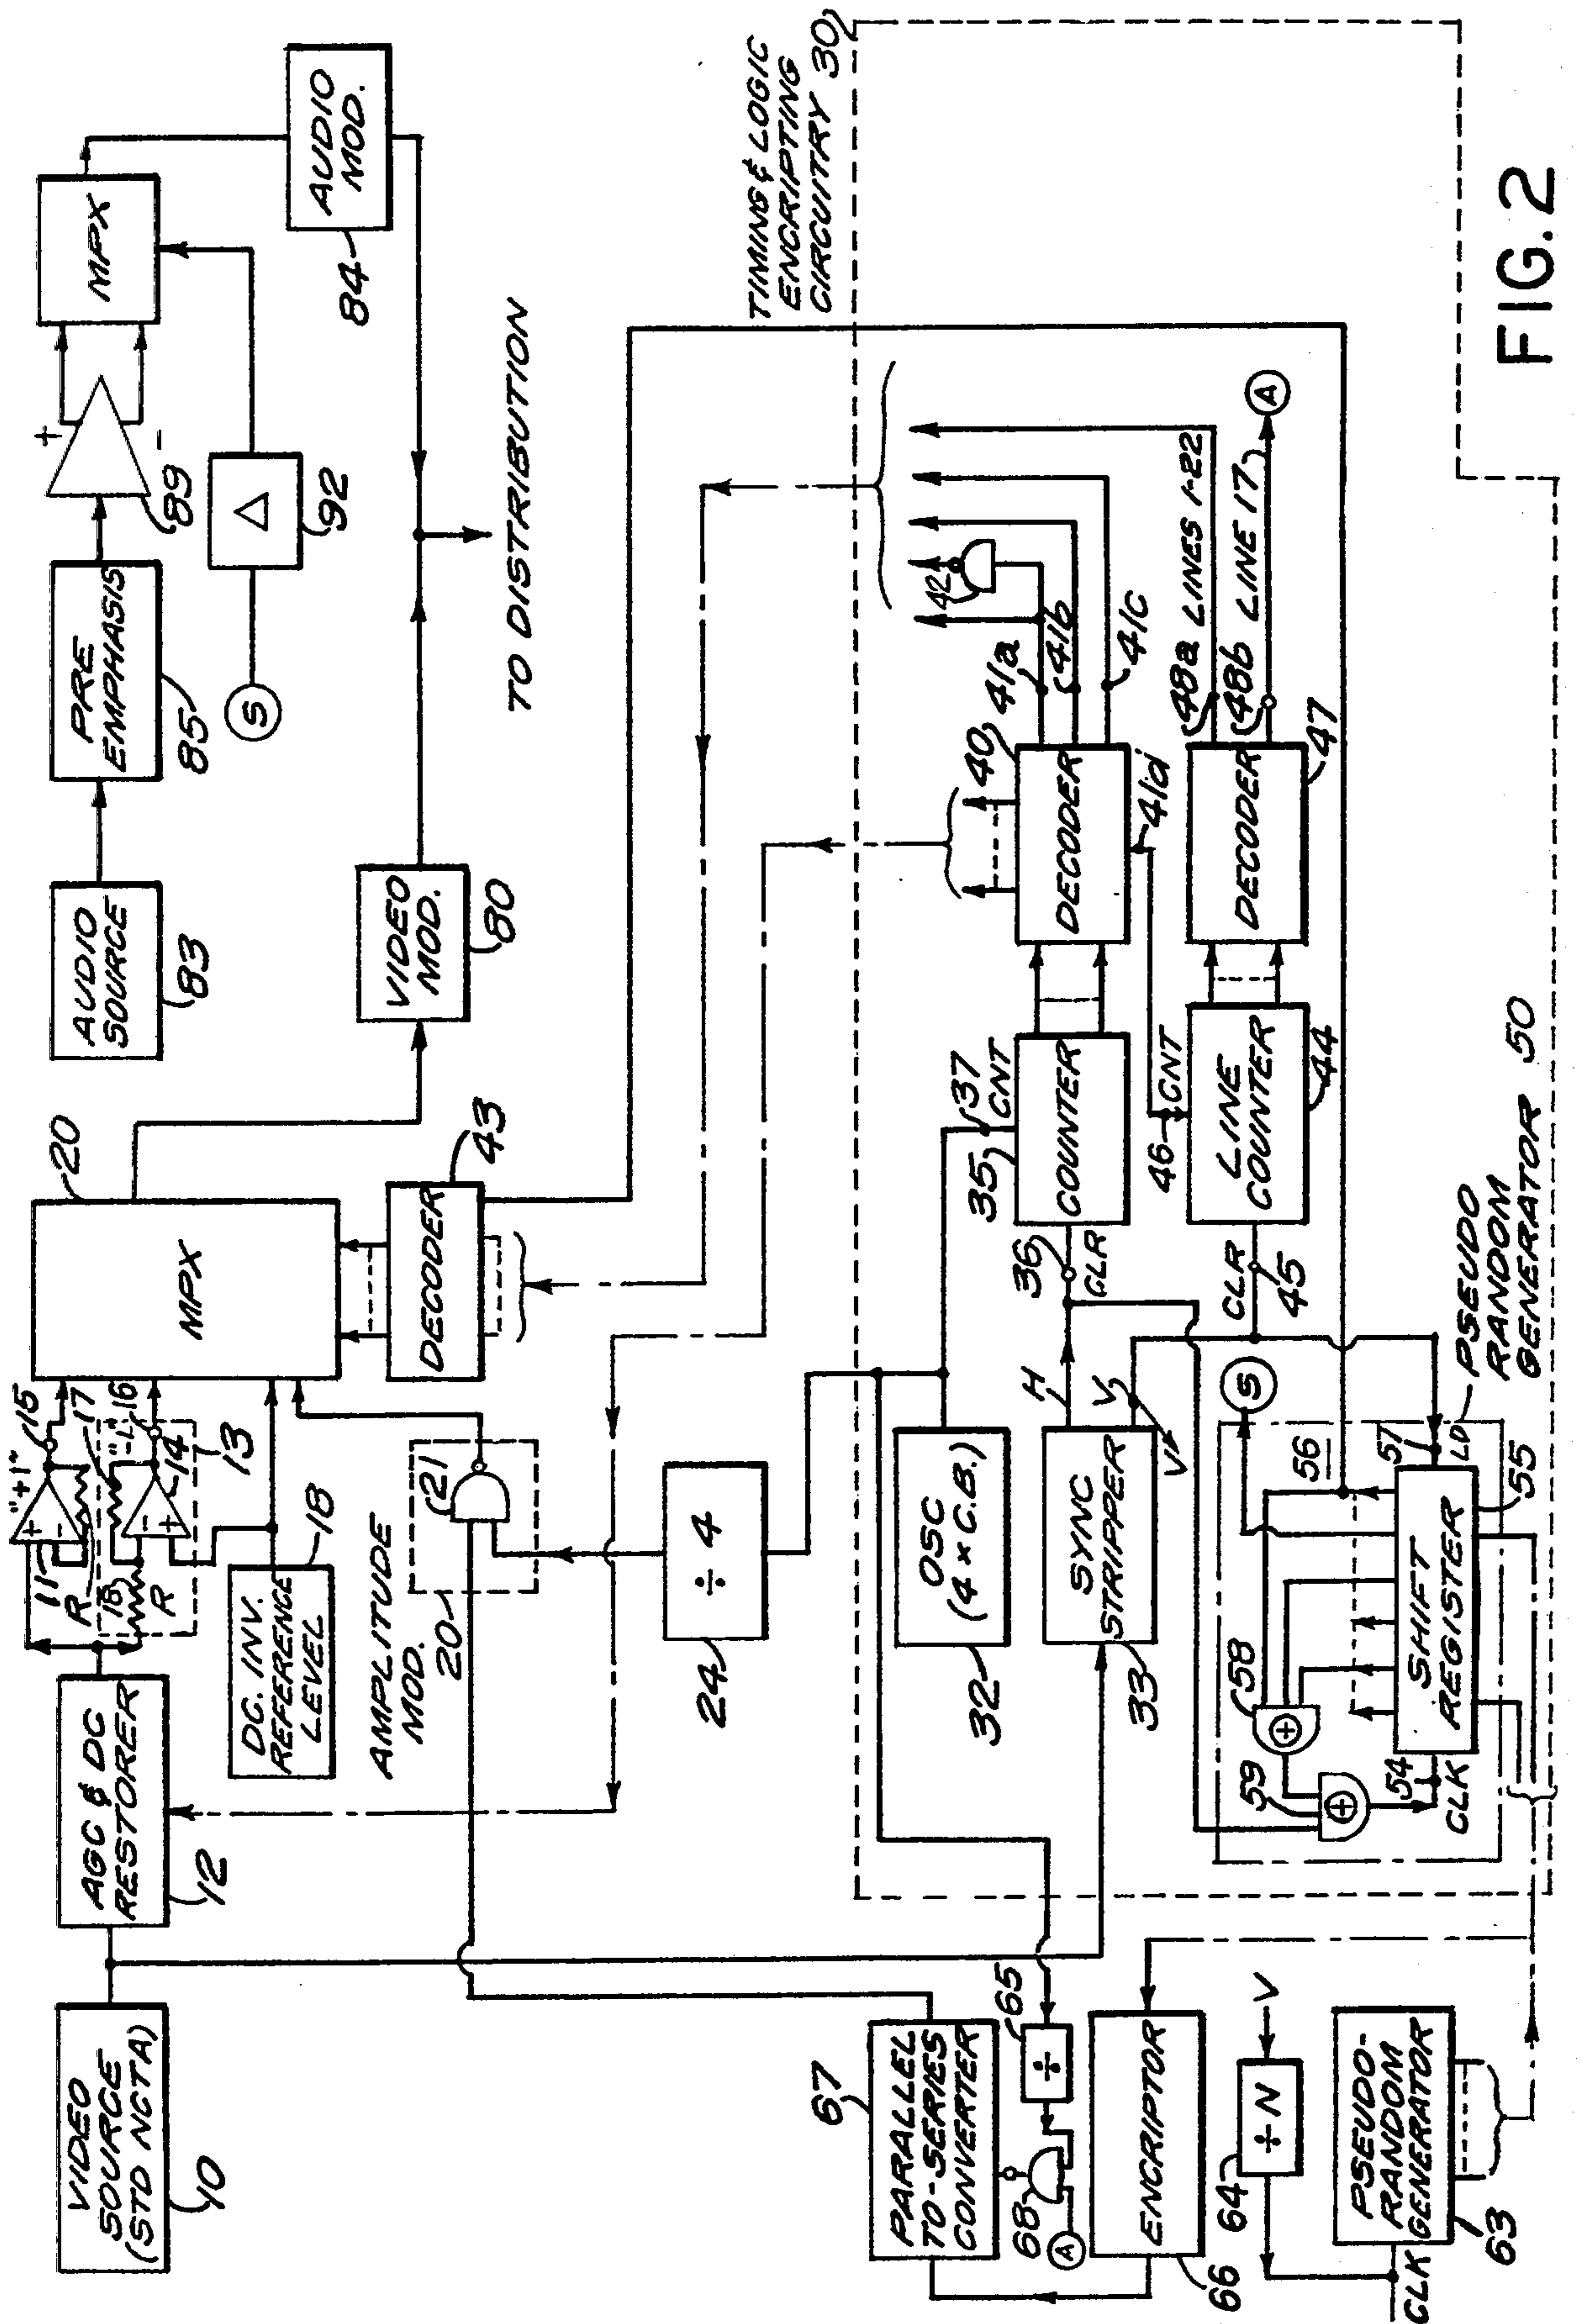 VIDEO
SOURCE
(STD NCTA)
10
AGC & DC
RESTORER
12
"+1"
11
R
15
17
"-1"
16
18
R
14
13
D.C. INV.
REFERENCE
LEVEL
18
MPX
20
DECODER
43
AMPLITUDE
MOD.
20
21
÷ 4
24
AUDIO
SOURCE
83
PRE
EMPHASIS
85
+
-
89
S
Δ
92
MPX
AUDIO
MOD.
84
VIDEO
MOD.
80
TO DISTRIBUTION
TIMING & LOGIC
ENCRIPTING
CIRCUITRY 30
OSC
(4 x C.B.)
32
SYNC
STRIPPER
33
H
V
V
36
CLR
35
37
CNT
COUNTER
DECODER
40
41a
41b
41c
41d
42
CLR
45
46
CNT
LINE
COUNTER
44
DECODER
47
48a LINES 1-22
48b LINE 17
A
PSEUDO
RANDOM
GENERATOR 50
S
56
57
LD
SHIFT
REGISTER
55
58
59
54
CLK
67
PARALLEL
TO-SERIES
CONVERTER
65
÷
68
A
ENCRIPTOR
66
÷ N
64
V
PSEUDO-
RANDOM
GENERATOR
63
CLK
FIG. 2